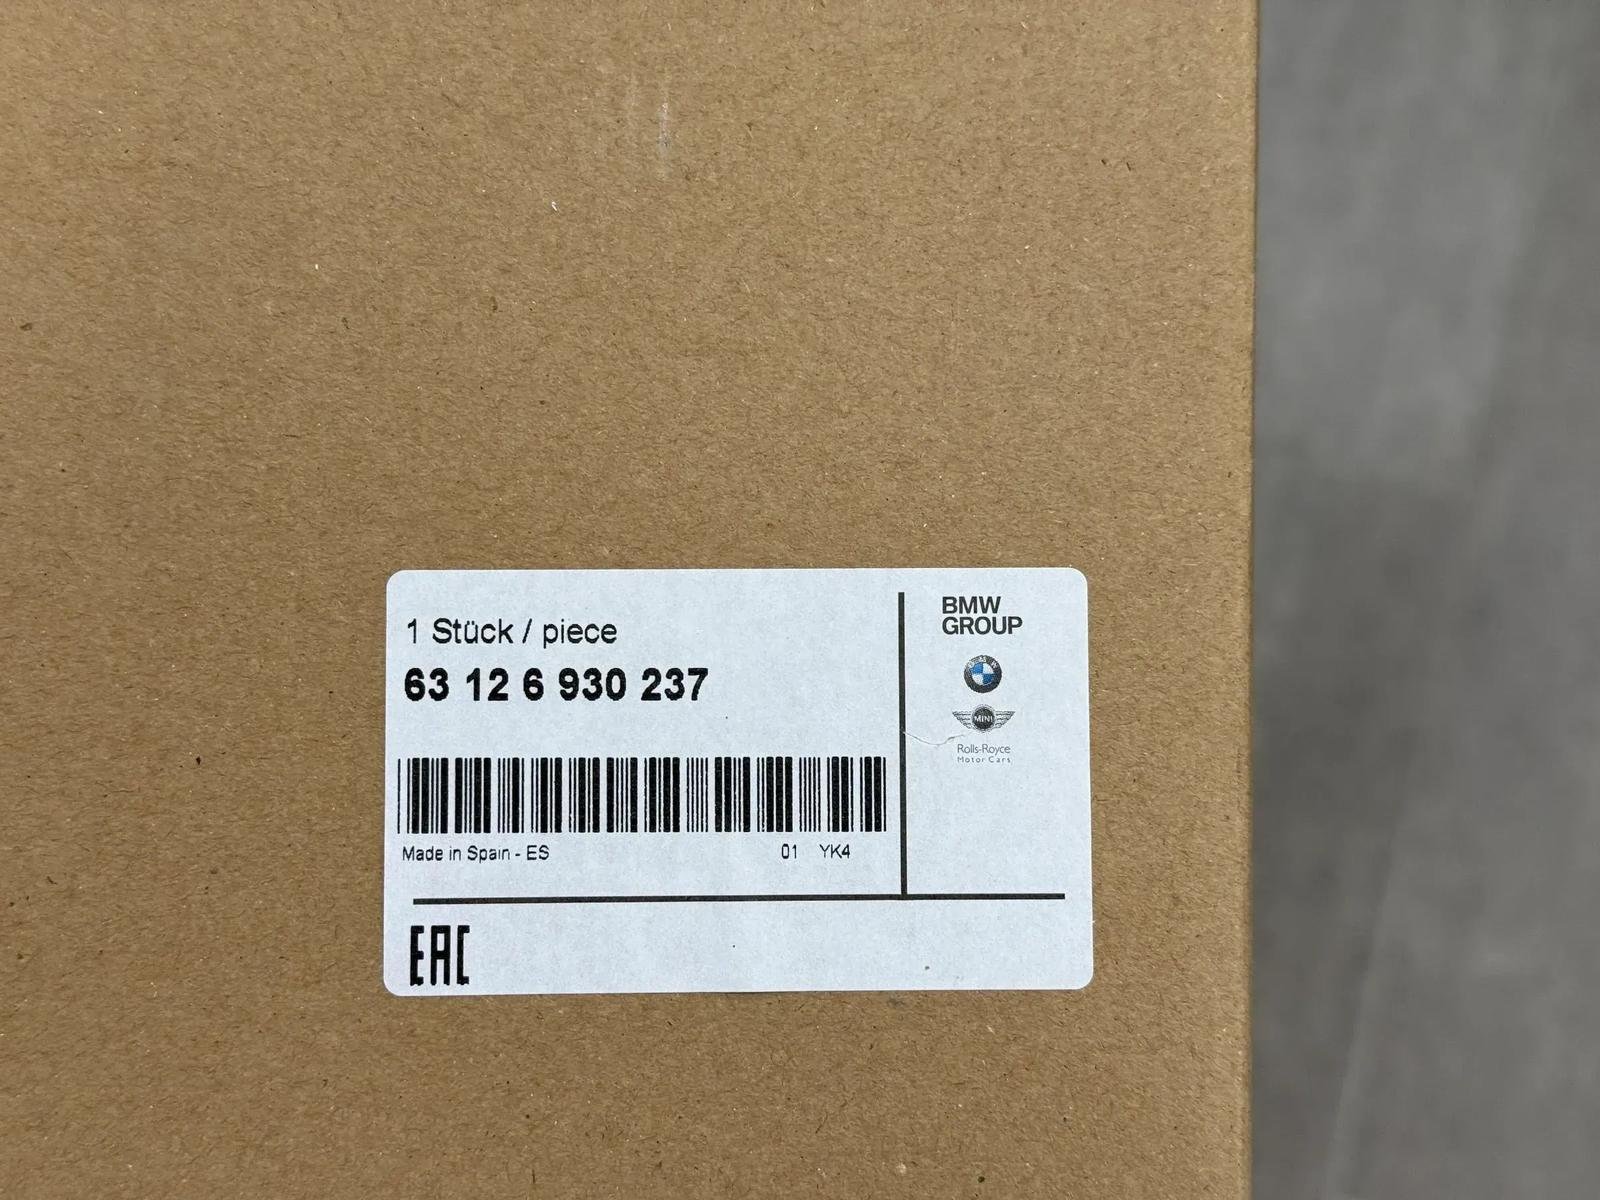 1 Stück / piece
63 12 6 930 237
Made in Spain - ES
01 YK4
EAC
BMW
GROUP
BMW
MINI
Rolls-Royce
Motor Cars